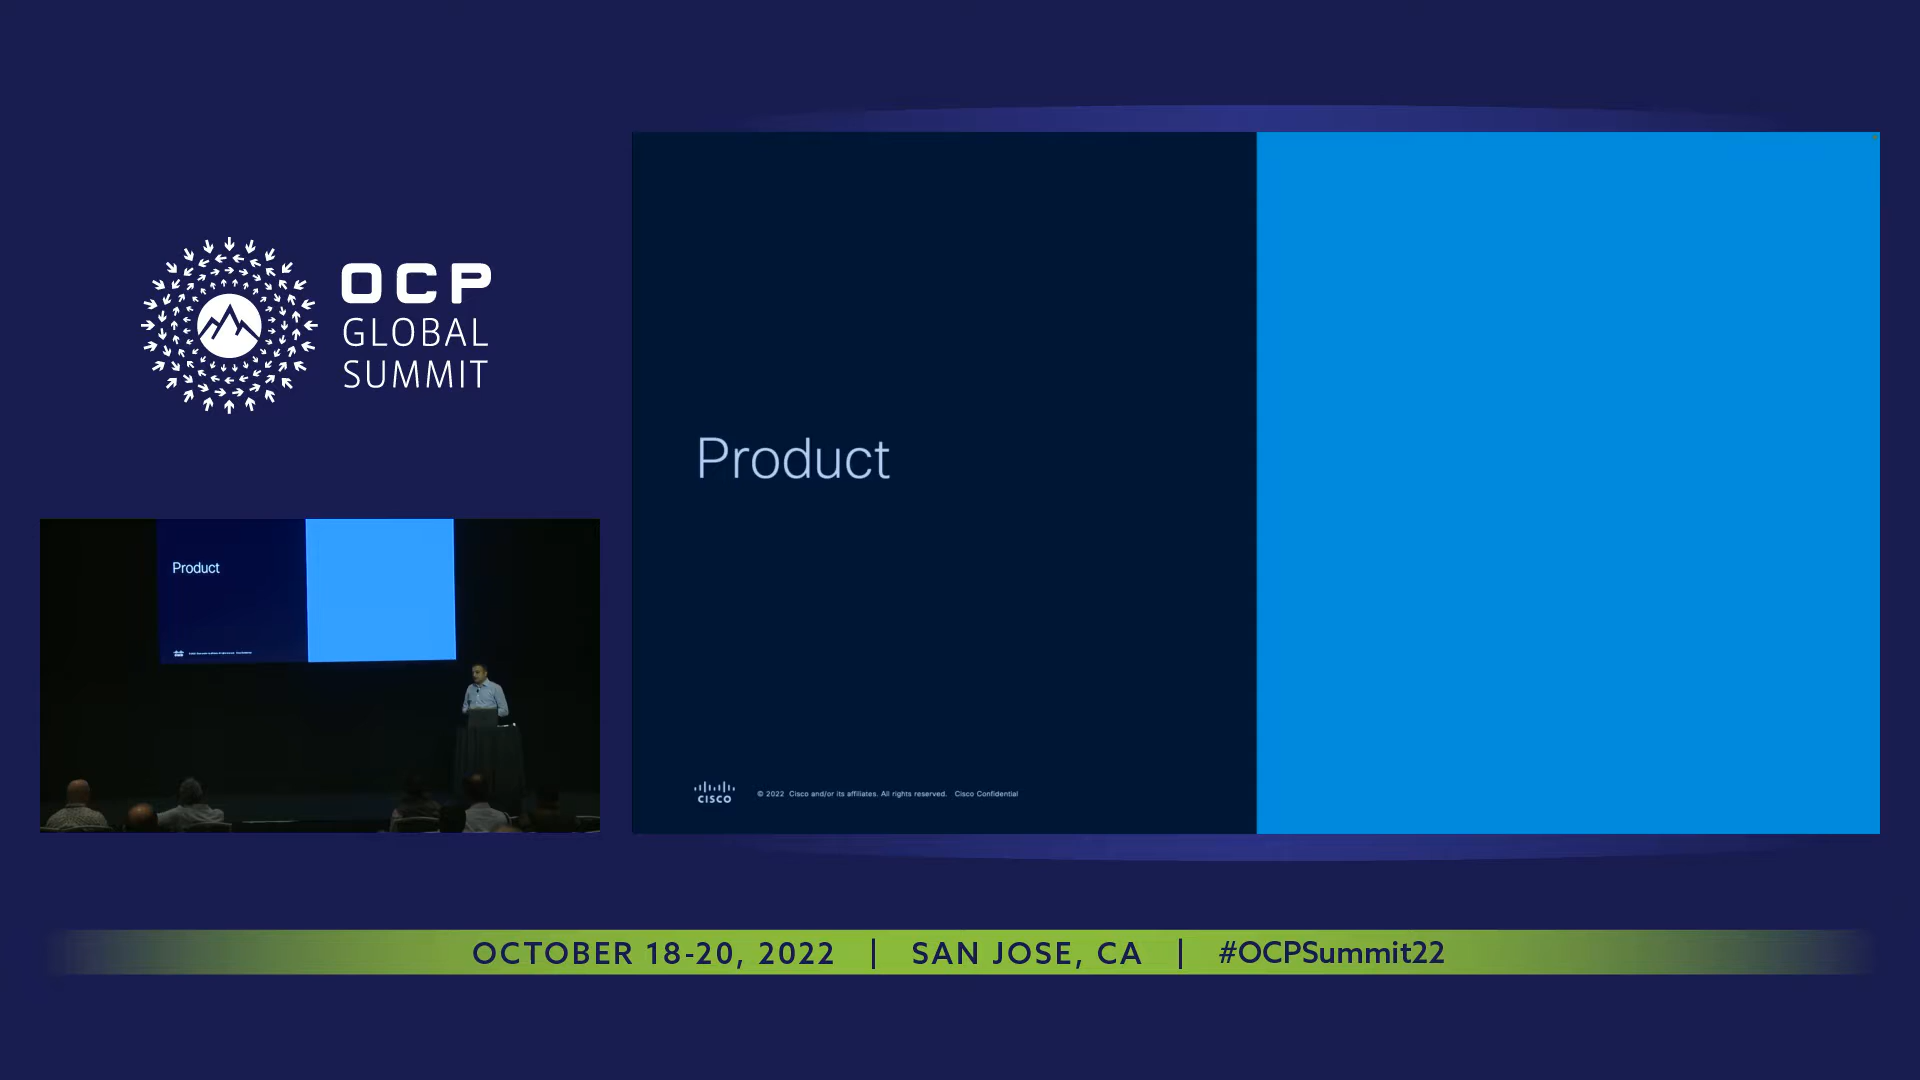 OCP
GLOBAL
SUMMIT
Product
CISCO
© 2022 Cisco and/or its affiliates. All rights reserved. Cisco Confidential
Product
OCTOBER 18-20, 2022 | SAN JOSE, CA | #OCPSummit22